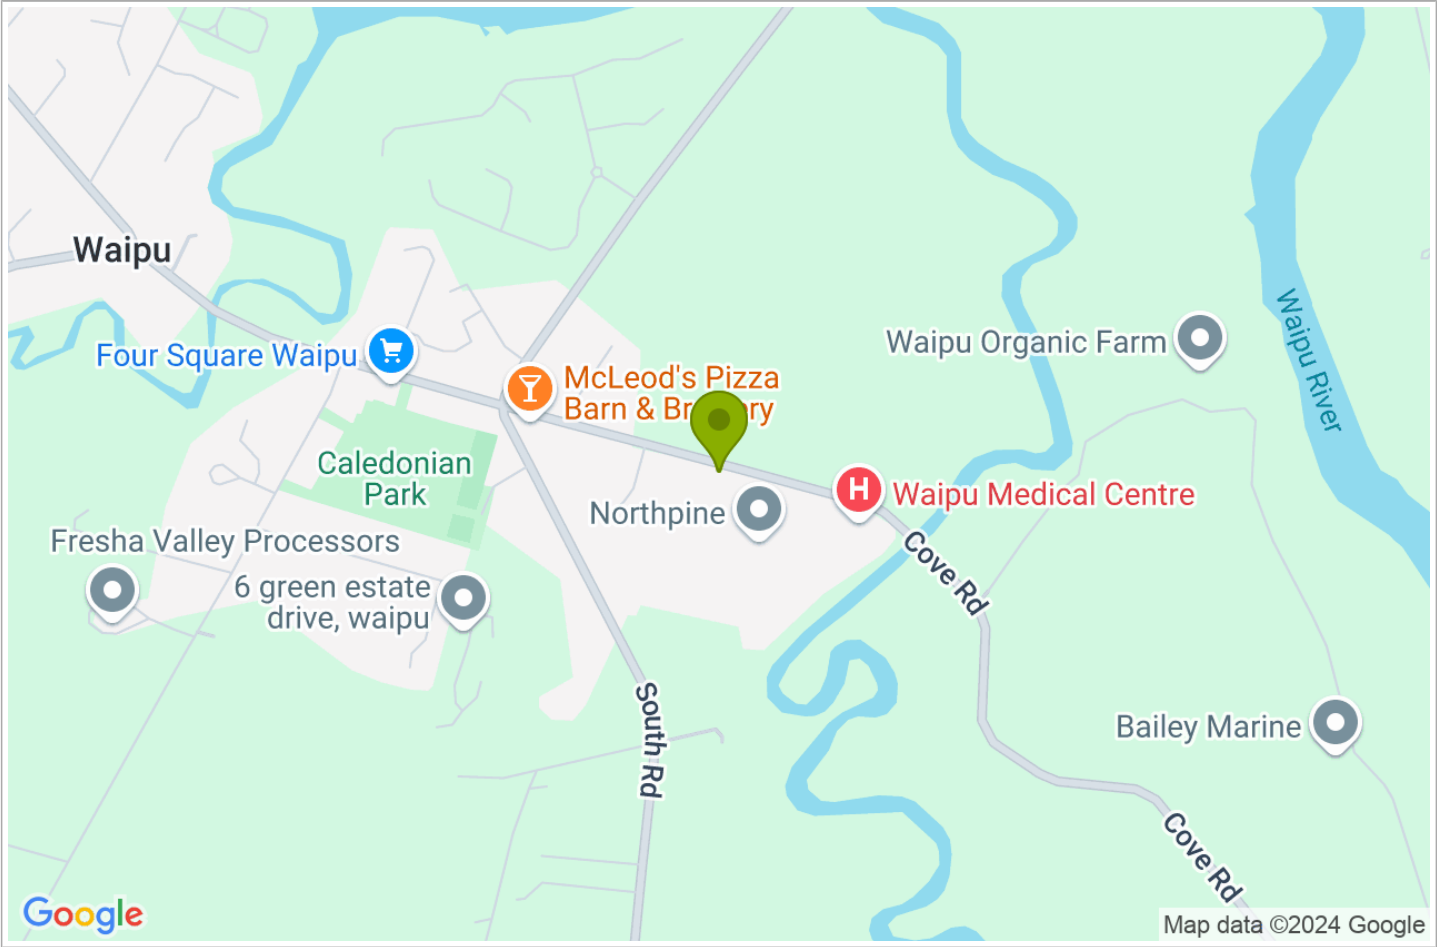 Waipu
Four Square Waipu
McLeod's Pizza
Barn & Br ry
Waipu Organic Farm
Waipu River
Caledonian
Park
Northpine
Waipu Medical Centre
Fresha Valley Processors
6 green estate
drive, waipu
Cove Rd
South Rd
Bailey Marine
Cove Rd
Google
Map data ©2024 Google